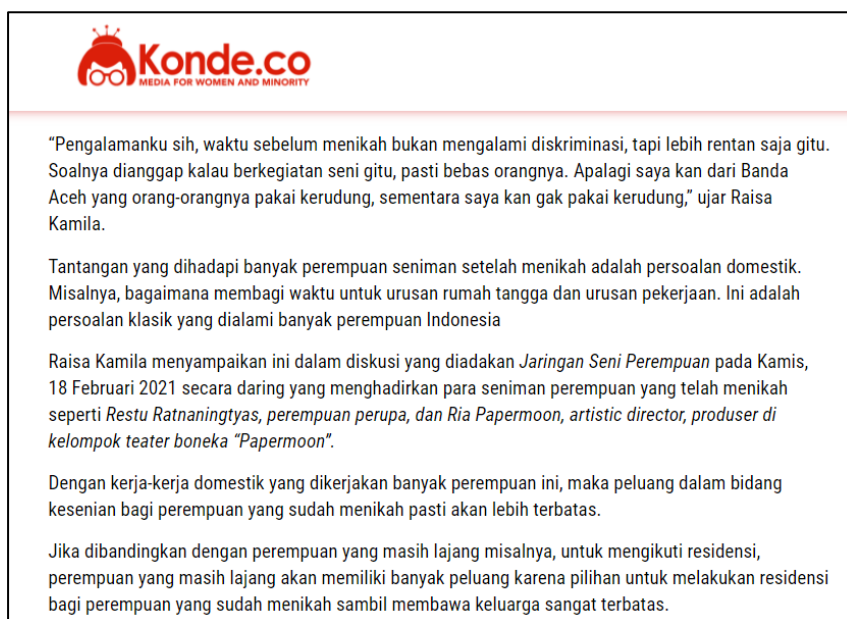 Konde.co
MEDIA FOR WOMEN AND MINORITY
“Pengalamanku sih, waktu sebelum menikah bukan mengalami diskriminasi, tapi lebih rentan saja gitu.
Soalnya dianggap kalau berkegiatan seni gitu, pasti bebas orangnya. Apalagi saya kan dari Banda
Aceh yang orang-orangnya pakai kerudung, sementara saya kan gak pakai kerudung,” ujar Raisa
Kamila.
Tantangan yang dihadapi banyak perempuan seniman setelah menikah adalah persoalan domestik.
Misalnya, bagaimana membagi waktu untuk urusan rumah tangga dan urusan pekerjaan. Ini adalah
persoalan klasik yang dialami banyak perempuan Indonesia
Raisa Kamila menyampaikan ini dalam diskusi yang diadakan Jaringan Seni Perempuan pada Kamis,
18 Februari 2021 secara daring yang menghadirkan para seniman perempuan yang telah menikah
seperti Restu Ratnaningtyas, perempuan perupa, dan Ria Papermoon, artistic director, produser di
kelompok teater boneka “Papermoon”.
Dengan kerja-kerja domestik yang dikerjakan banyak perempuan ini, maka peluang dalam bidang
kesenian bagi perempuan yang sudah menikah pasti akan lebih terbatas.
Jika dibandingkan dengan perempuan yang masih lajang misalnya, untuk mengikuti residensi,
perempuan yang masih lajang akan memiliki banyak peluang karena pilihan untuk melakukan residensi
bagi perempuan yang sudah menikah sambil membawa keluarga sangat terbatas.